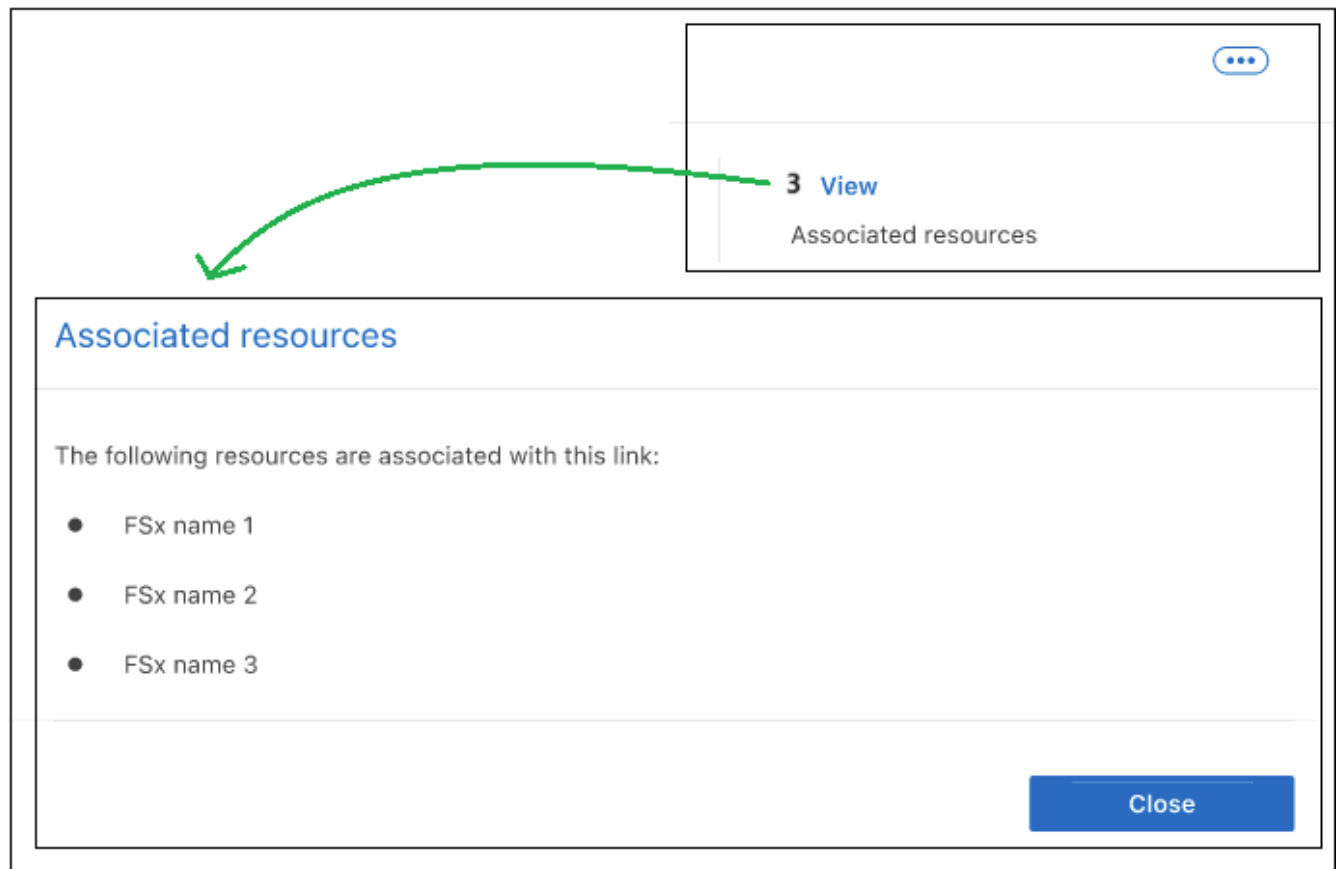 3 View
Associated resources
Associated resources
The following resources are associated with this link:
● FSx name 1
● FSx name 2
● FSx name 3
Close